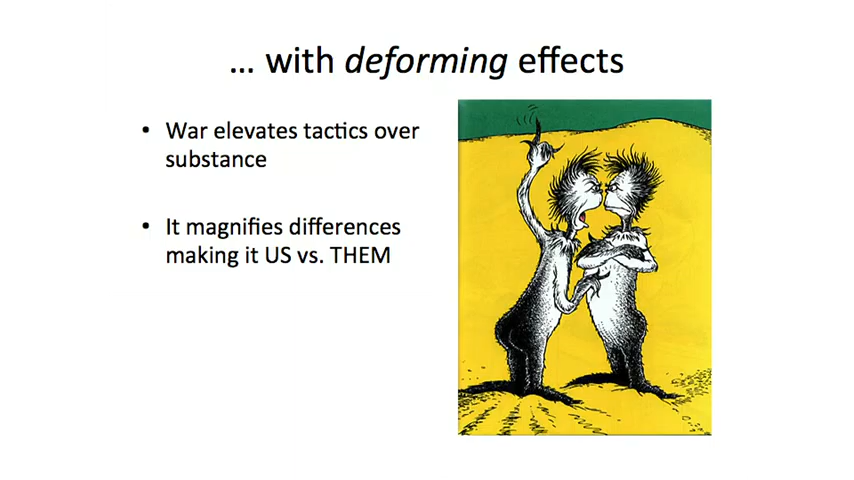 … with deforming effects
• War elevates tactics over
substance
• It magnifies differences
making it US vs. THEM